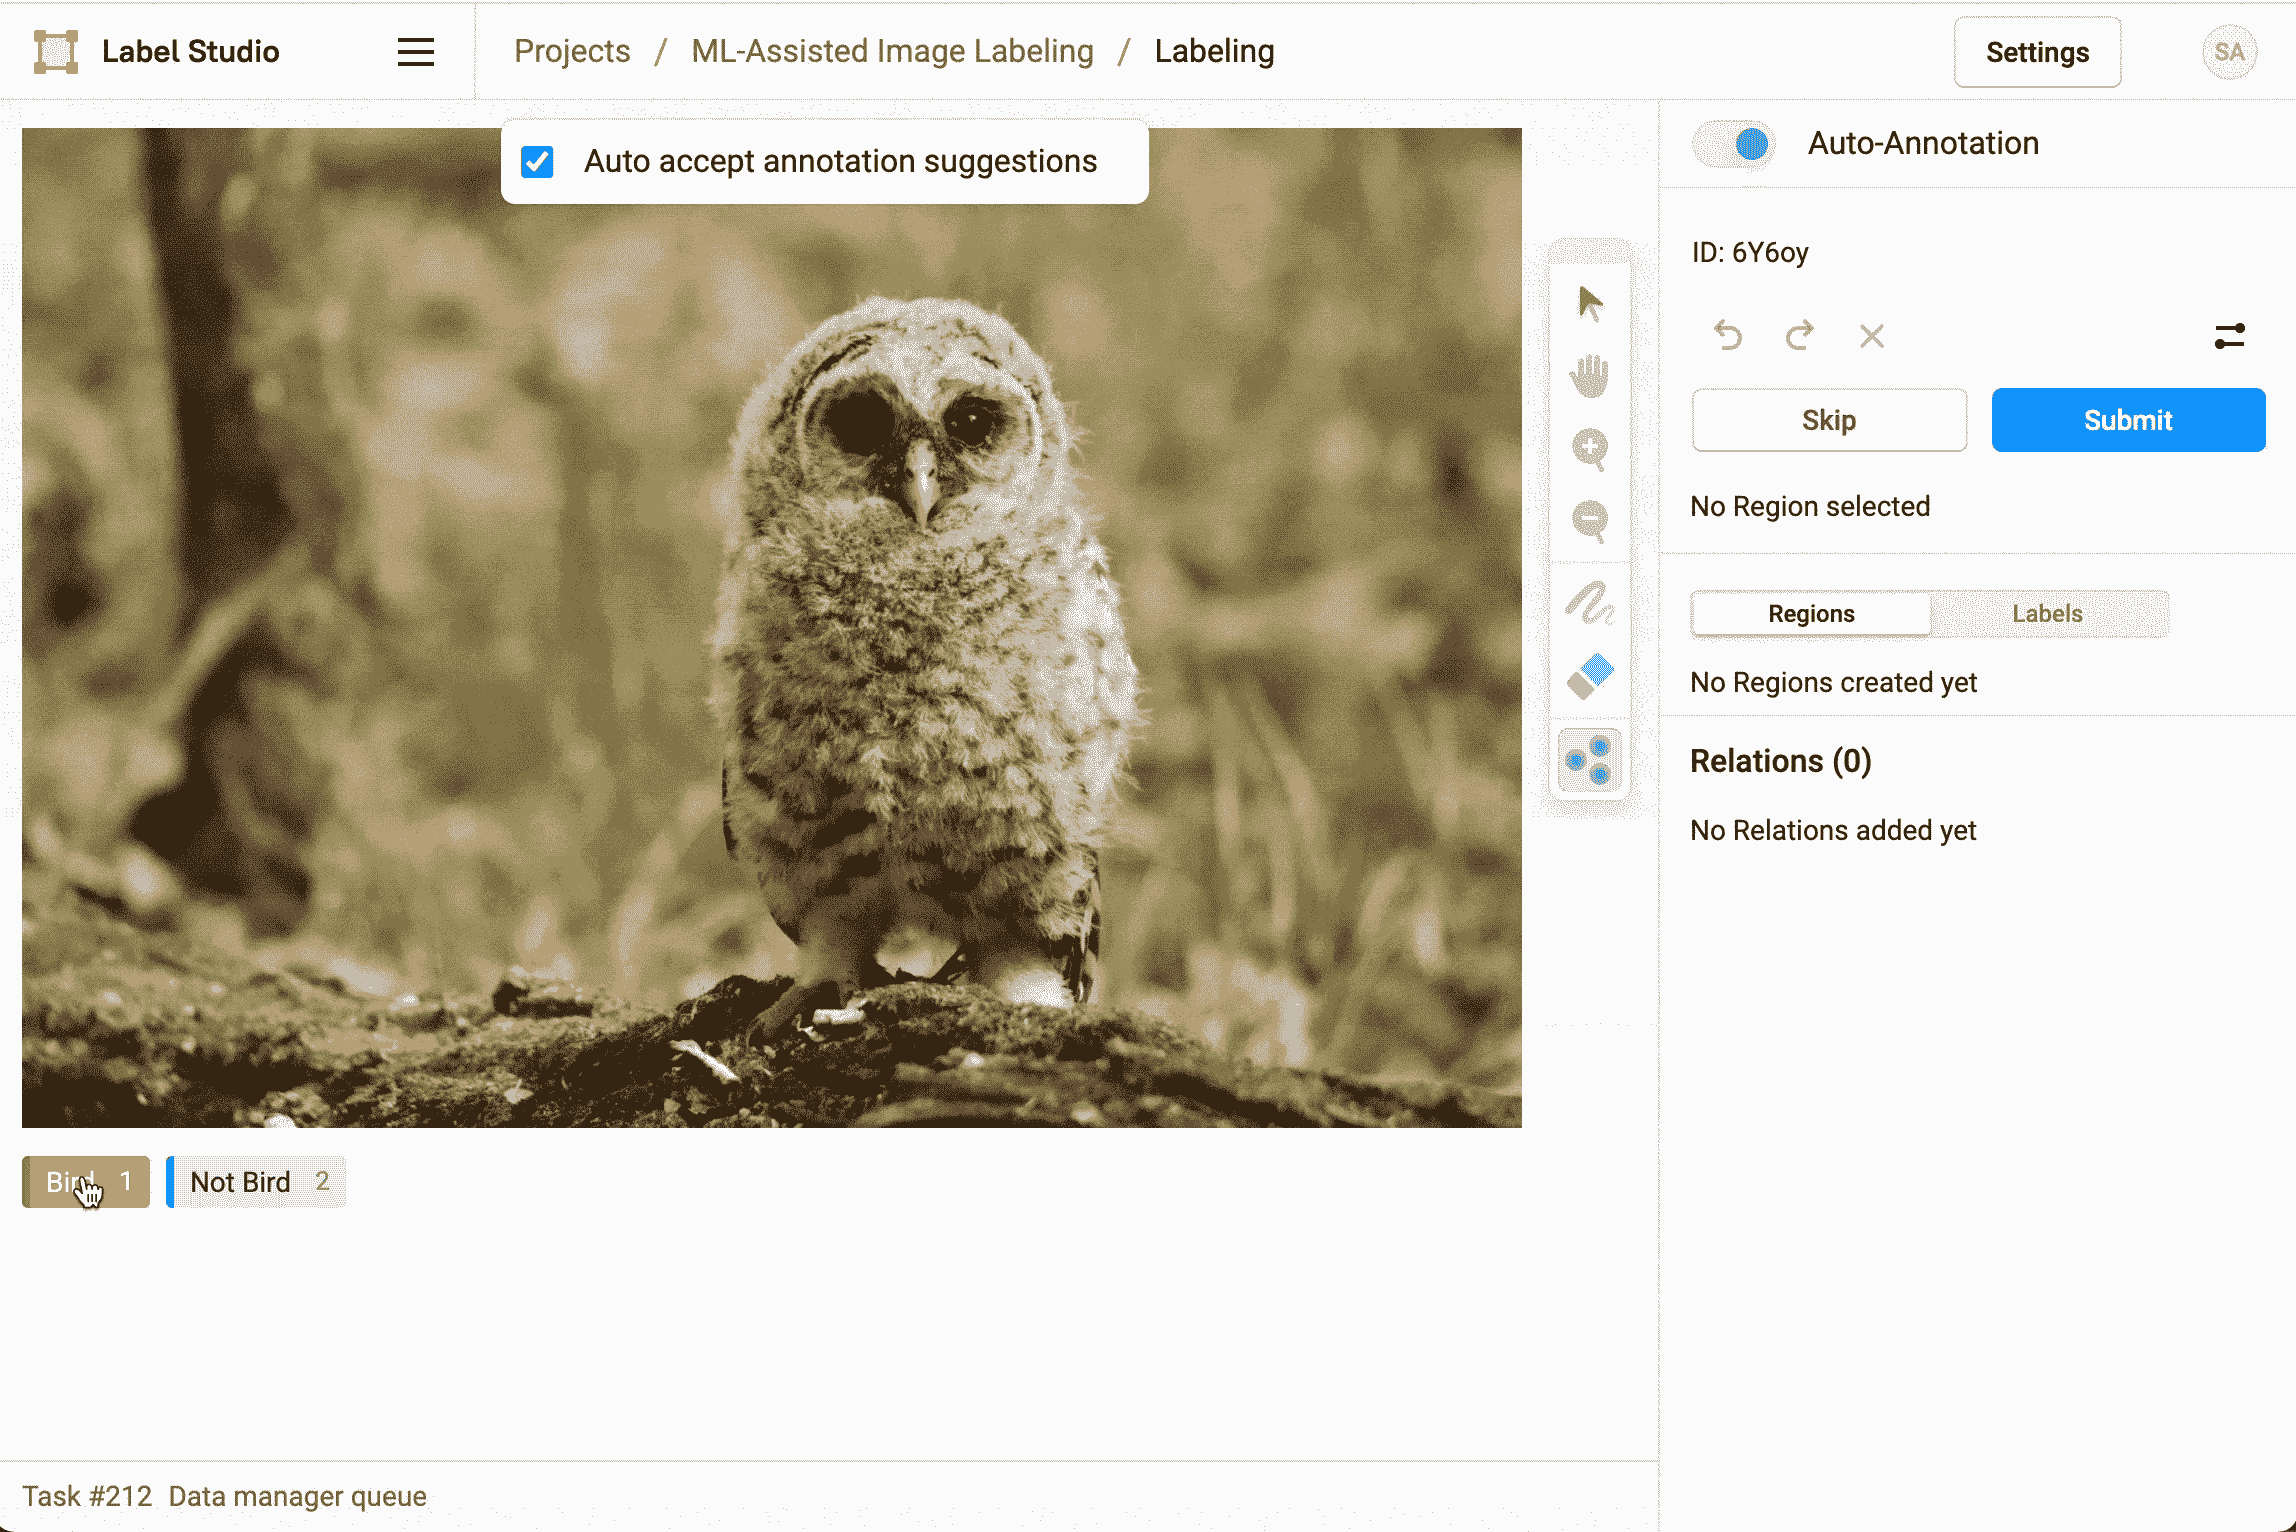 Label Studio
Projects / ML-Assisted Image Labeling / Labeling
Settings
SA
Auto accept annotation suggestions
Auto-Annotation
ID: 6Y6oy
Skip
Submit
No Region selected
Regions
Labels
No Regions created yet
Relations (0)
No Relations added yet
Bird 1
Not Bird 2
Task #212 Data manager queue